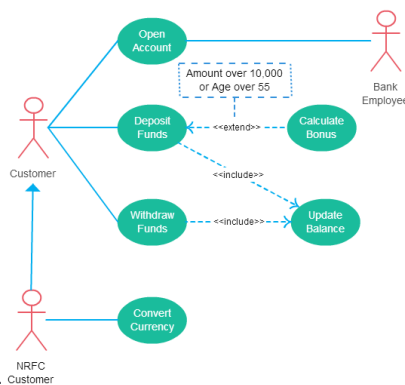 Open
Account
Amount over 10,000
or Age over 55
Bank
Employee
Deposit
Funds
<<extend>>
Calculate
Bonus
Customer
<<include>>
Withdraw
Funds
<<include>>
Update
Balance
Convert
Currency
NRFC
Customer